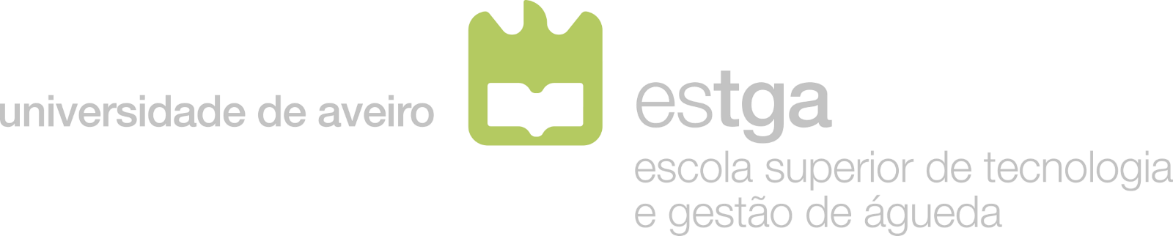 universidade de aveiro
estga
escola superior de tecnologia
e gestão de águeda